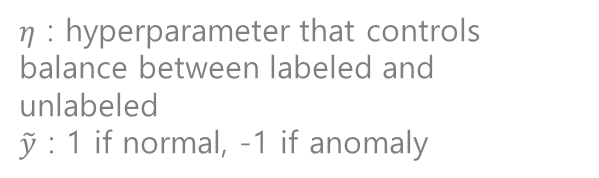 η : hyperparameter that controls
balance between labeled and
unlabeled
ỹ : 1 if normal, -1 if anomaly